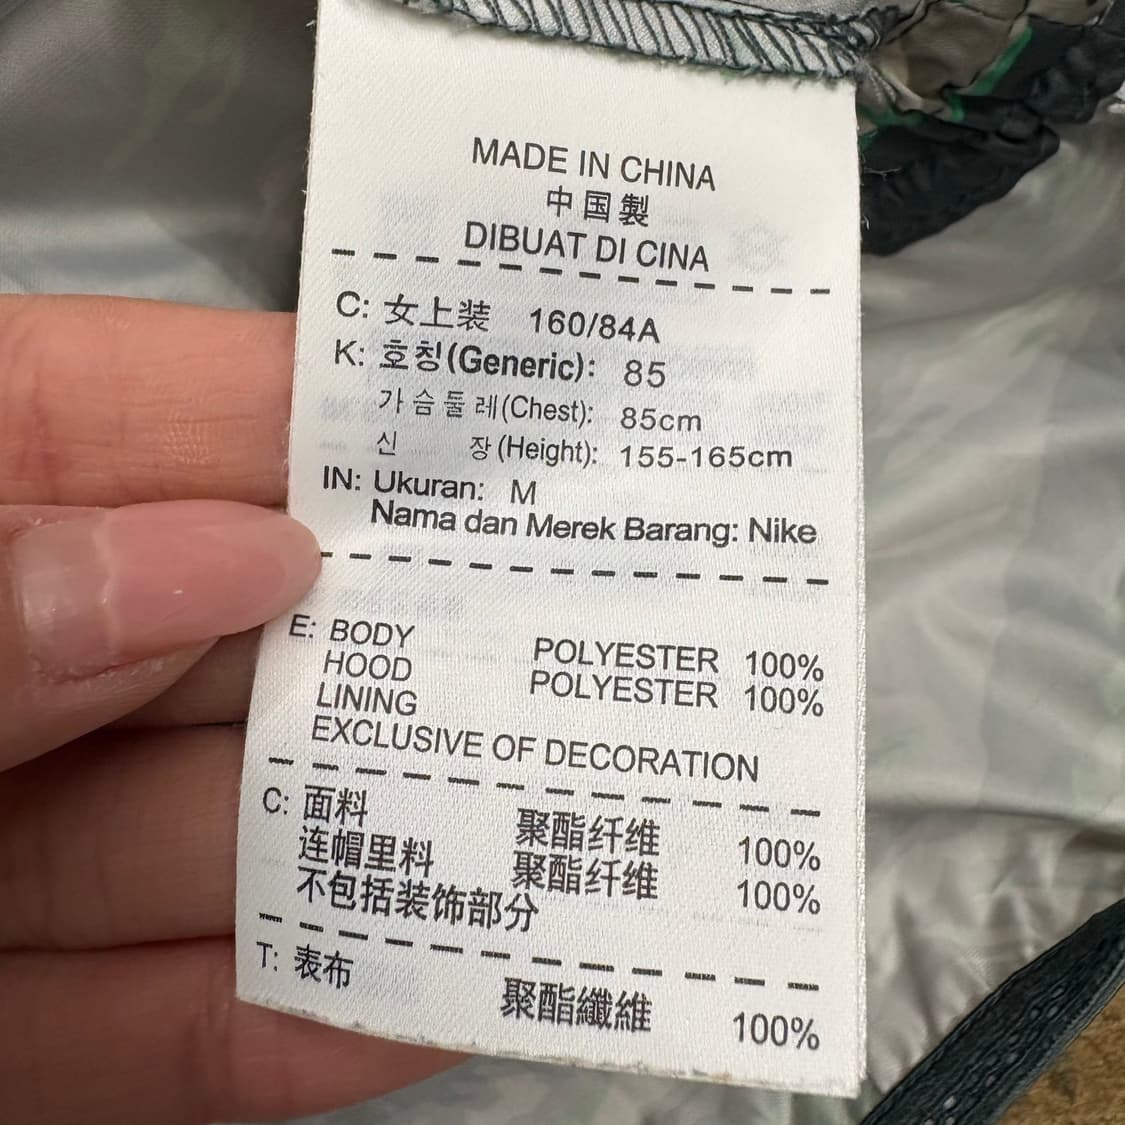 MADE IN CHINA
中国製
DIBUAT DI CINA
C: 女上装 160/84A
K: 호칭(Generic): 85
가슴둘레(Chest): 85cm
신 장(Height): 155-165cm
IN: Ukuran: M
Nama dan Merek Barang: Nike
E: BODY POLYESTER 100%
HOOD POLYESTER 100%
LINING
EXCLUSIVE OF DECORATION
C: 面料 聚酯纤维 100%
连帽里料 聚酯纤维 100%
不包括装饰部分
T: 表布 聚酯纖維 100%